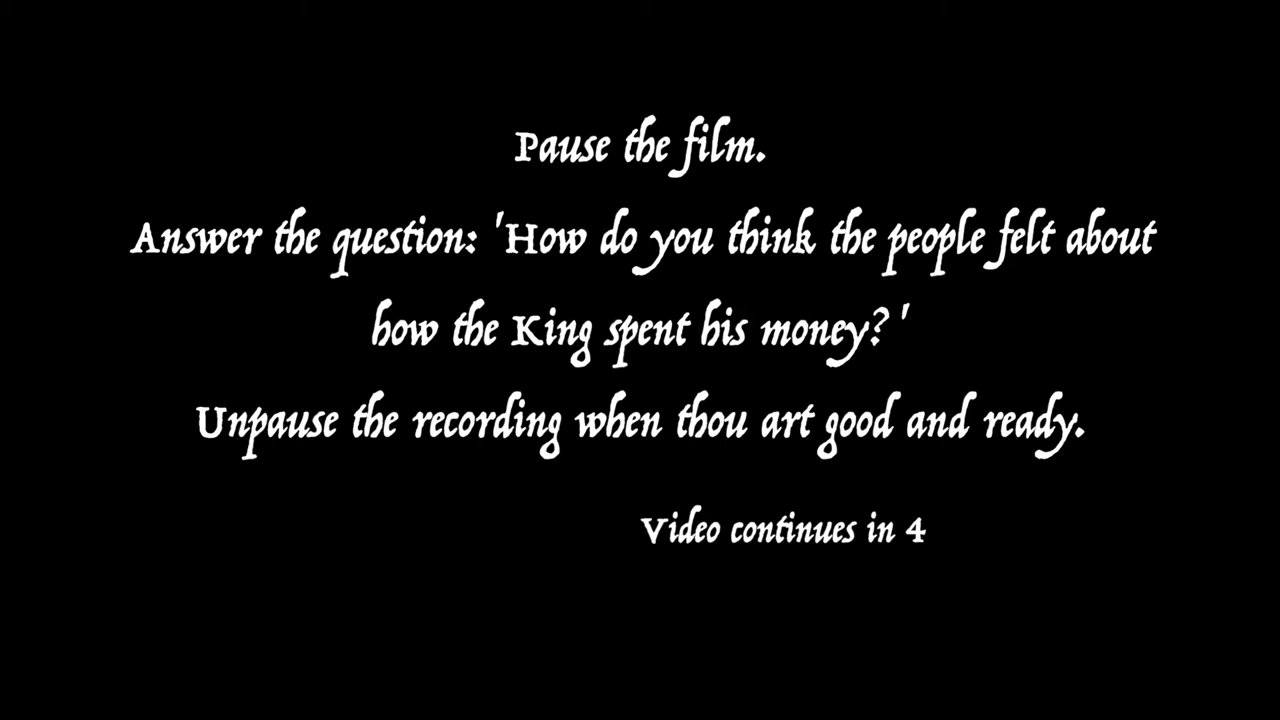 Pause the film.
Answer the question: 'How do you think the people felt about
how the King spent his money?'
Unpause the recording when thou art good and ready.
Video continues in 4